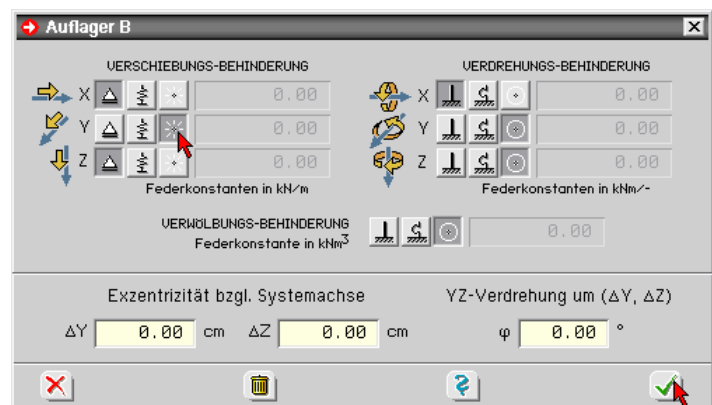 Auflager B
VERSCHIEBUNGS-BEHINDERUNG
VERDREHUNGS-BEHINDERUNG
X 0.00 X 0.00
Y 0.00 Y 0.00
Z 0.00 Z 0.00
Federkonstanten in kN/m
Federkonstanten in kNm/-
VERWÖLBUNGS-BEHINDERUNG
Federkonstante in kNm³ 0.00
Exzentrizität bzgl. Systemachse
YZ-Verdrehung um (ΔY, ΔZ)
ΔY 0.00 cm ΔZ 0.00 cm φ 0.00 °